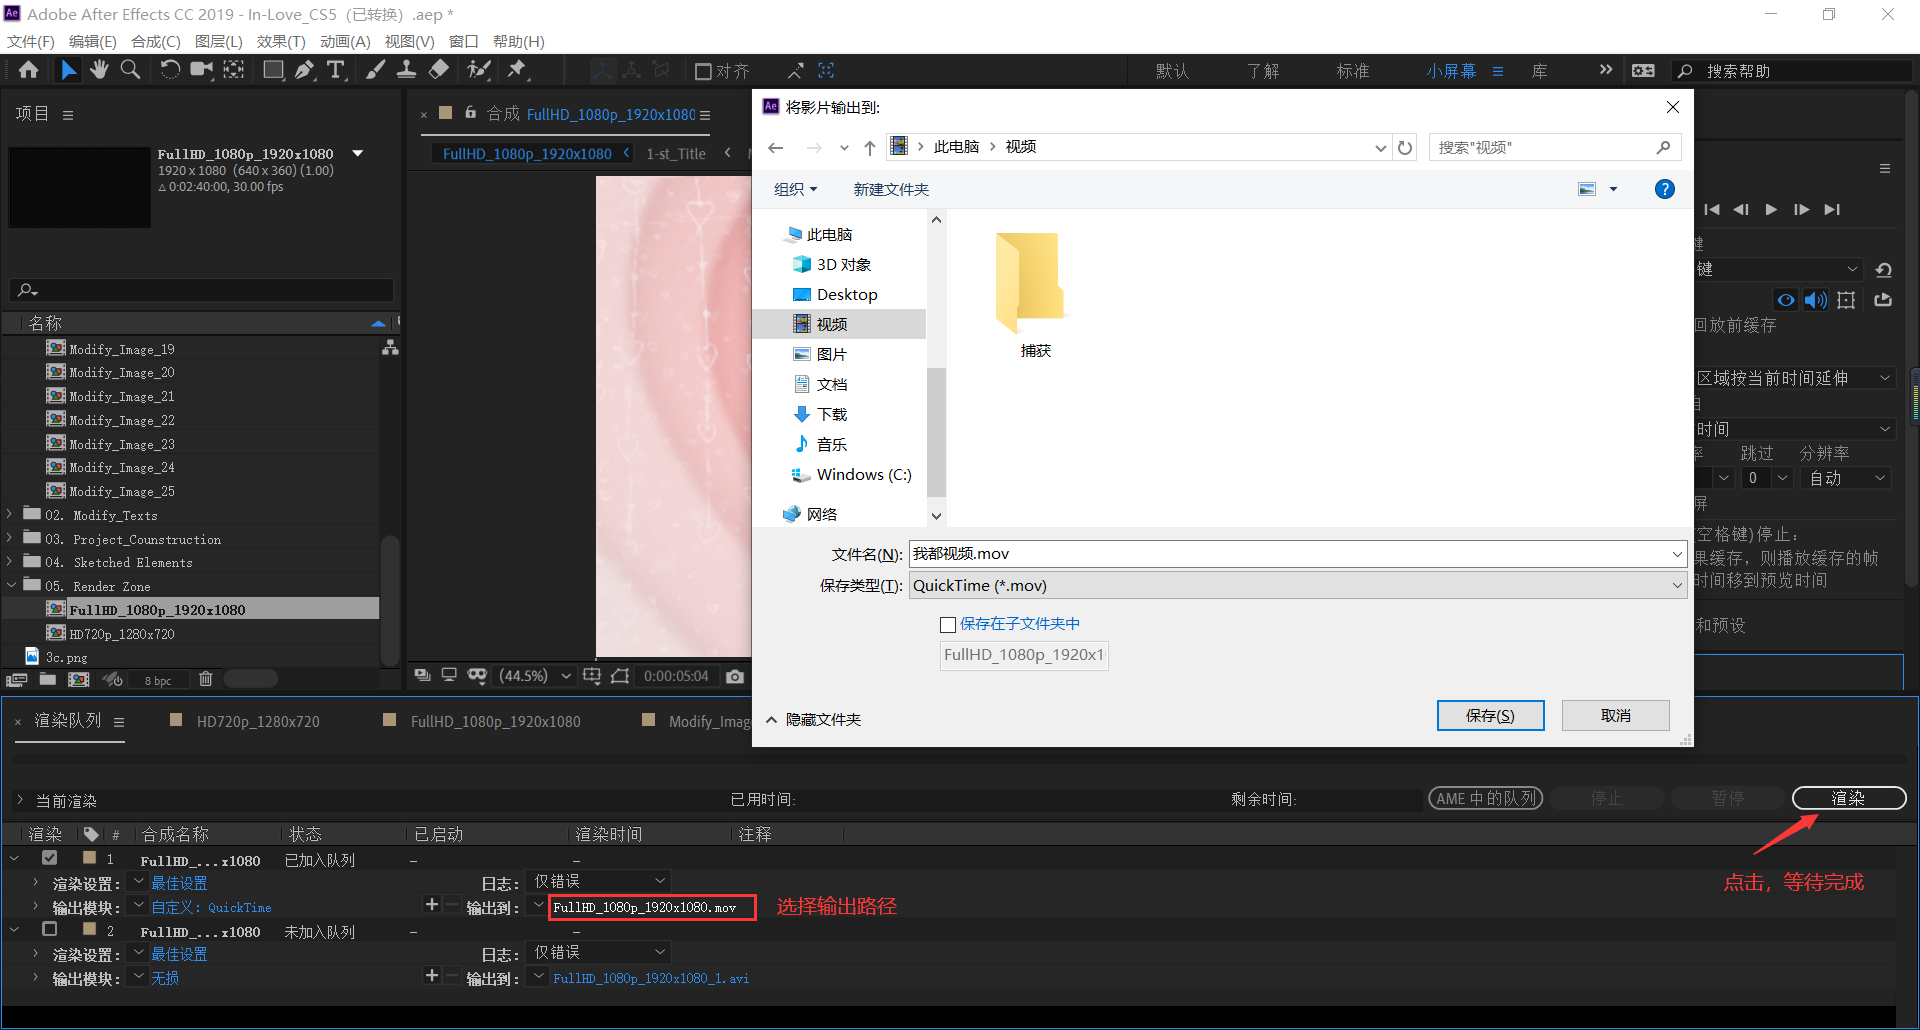 Ae Adobe After Effects CC 2019 - In-Love_CS5 (已转换) .aep *
文件(F) 编辑(E) 合成(C) 图层(L) 效果(T) 动画(A) 视图(V) 窗口 帮助(H)
对齐 默认 了解 标准 小屏幕 库 搜索帮助
项目
FullHD_1080p_1920x1080
1920 x 1080 (640 x 360) (1.00)
△ 0:02:40:00, 30.00 fps
名称
Modify_Image_19
Modify_Image_20
Modify_Image_21
Modify_Image_22
Modify_Image_23
Modify_Image_24
Modify_Image_25
02. Modify_Texts
03. Project_Counstruction
04. Sketched Elements
05. Render Zone
FullHD_1080p_1920x1080
HD720p_1280x720
3c.png
8 bpc
合成 FullHD_1080p_1920x1080
FullHD_1080p_1920x1080 1-st_Title
(44.5%) 0:00:05:04
Ae 将影片输出到:
此电脑 视频 搜索"视频"
组织 新建文件夹
此电脑
3D 对象
Desktop
视频
图片
文档
下载
音乐
Windows (C:)
网络
捕获
文件名(N): 我都视频.mov
保存类型(T): QuickTime (*.mov)
保存在子文件夹中
FullHD_1080p_1920x1
隐藏文件夹 保存(S) 取消
键
键
回放前缓存
区域按当前时间延伸
时间
率 跳过 分辨率
0 自动
屏
空格键)停止：
果缓存，则播放缓存的帧
时间移到预览时间
和预设
渲染队列 HD720p_1280x720 FullHD_1080p_1920x1080 Modify_Imag
当前渲染 已用时间: 剩余时间: AME 中的队列 停止 暂停 渲染
渲染 # 合成名称 状态 已启动 渲染时间 注释
1 FullHD_...x1080 已加入队列 – –
渲染设置: 最佳设置 日志: 仅错误
输出模块: 自定义: QuickTime + – 输出到: FullHD_1080p_1920x1080.mov 选择输出路径
点击，等待完成
2 FullHD_...x1080 未加入队列 – –
渲染设置: 最佳设置 日志: 仅错误
输出模块: 无损 + – 输出到: FullHD_1080p_1920x1080_1.avi